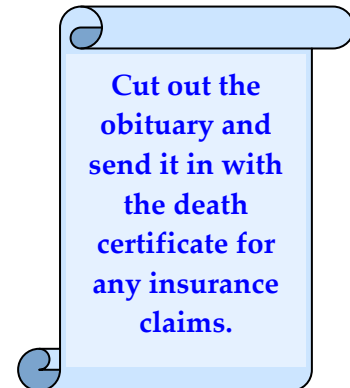 Cut out the
obituary and
send it in with
the death
certificate for
any insurance
claims.